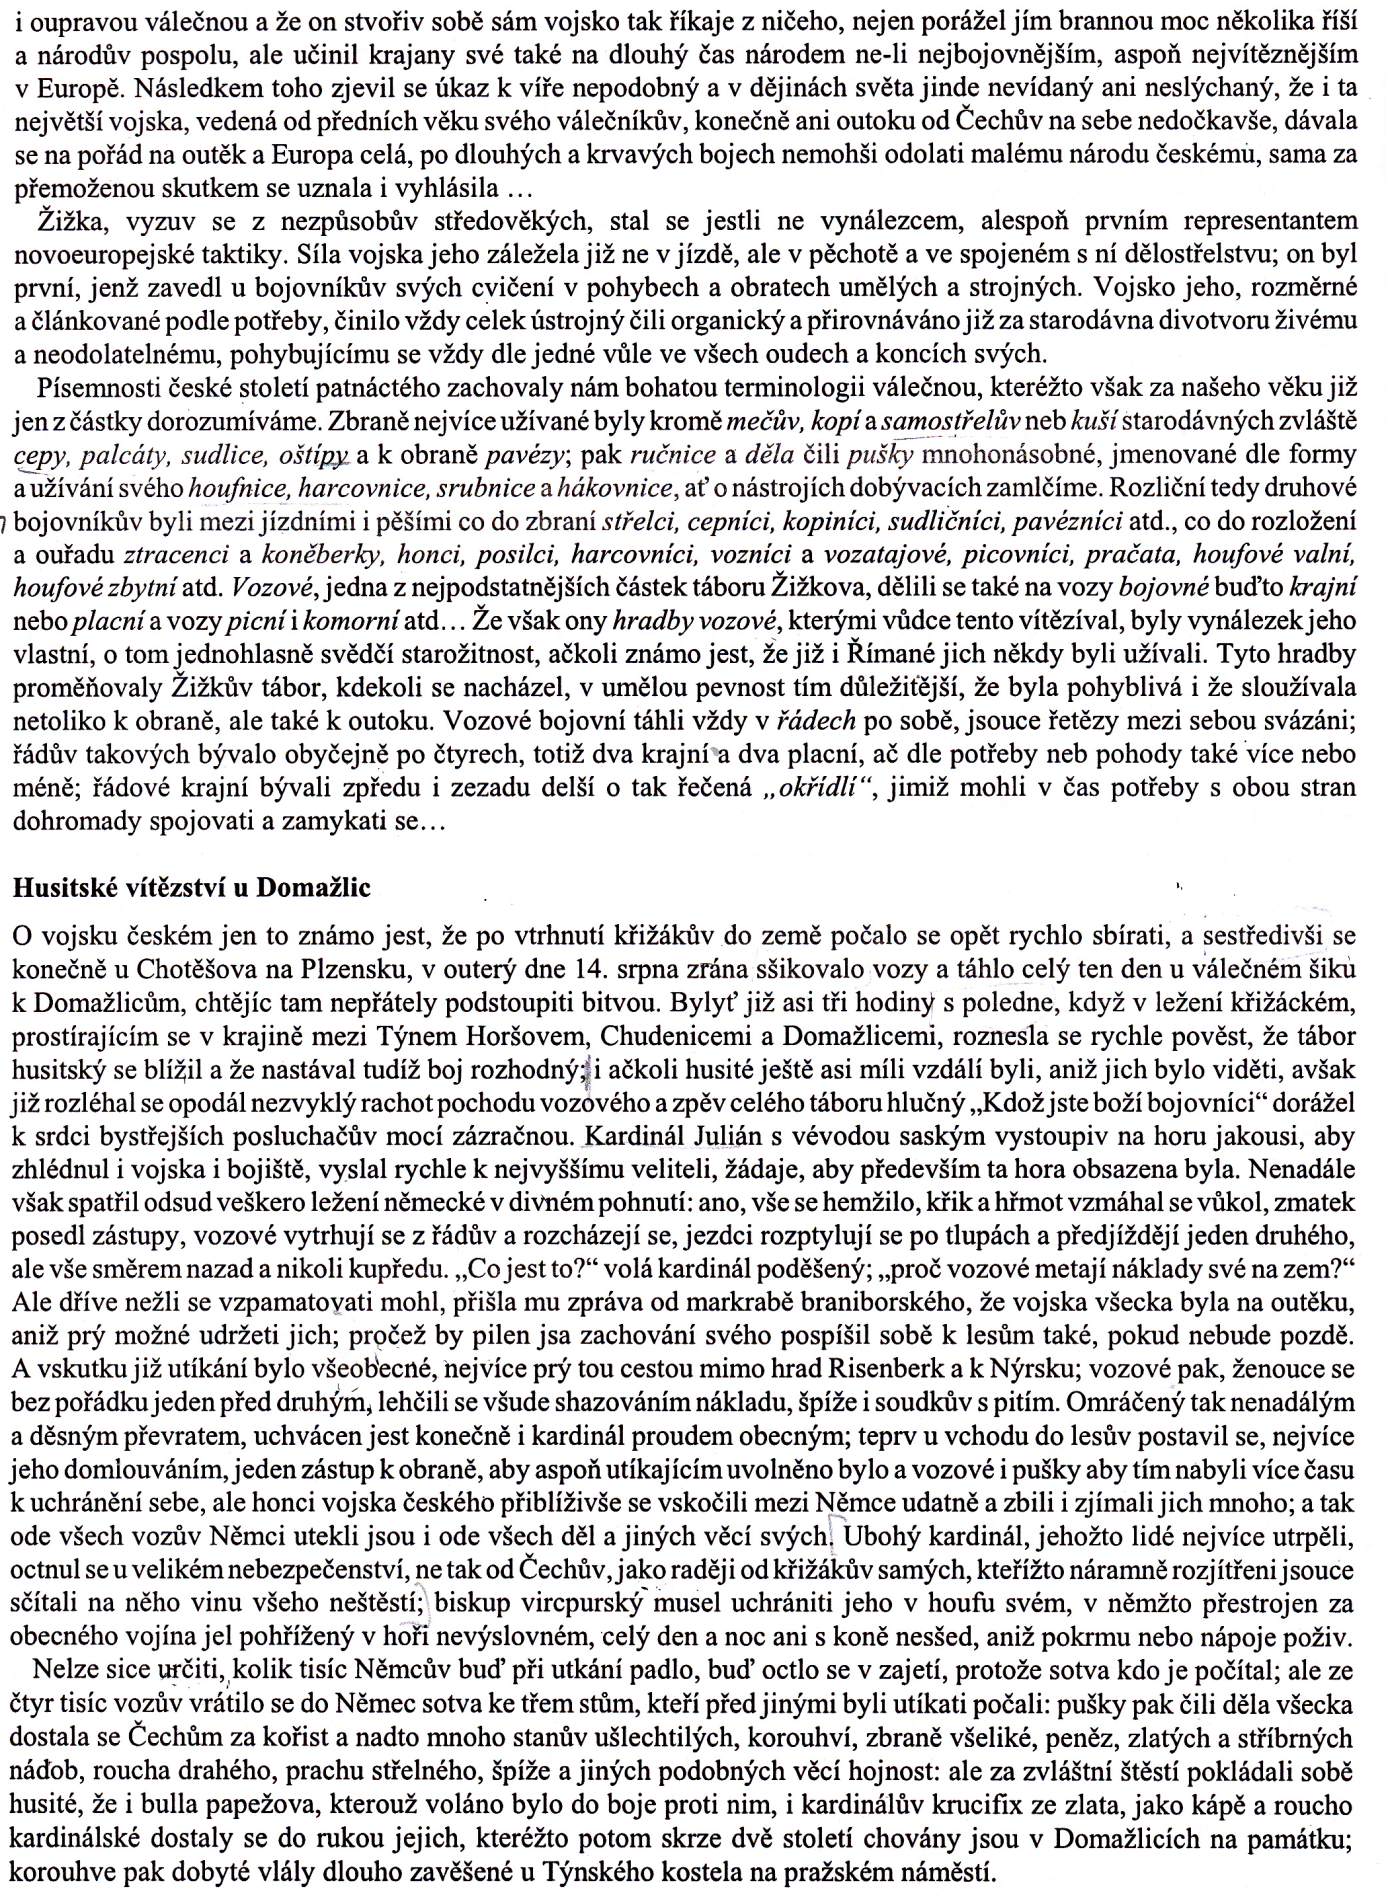 i oupravou válečnou a že on stvořiv sobě sám vojsko tak říkaje z ničeho, nejen porážel jím brannou moc několika říší
a národův pospolu, ale učinil krajany své také na dlouhý čas národem ne-li nejbojovnějším, aspoň nejvítěznějším
v Europě. Následkem toho zjevil se úkaz k víře nepodobný a v dějinách světa jinde nevídaný ani neslýchaný, že i ta
největší vojska, vedená od předních věku svého válečníkův, konečně ani outoku od Čechův na sebe nedočkavše, dávala
se na pořád na outěk a Europa celá, po dlouhých a krvavých bojech nemohši odolati malému národu českému, sama za
přemoženou skutkem se uznala i vyhlásila …
Žižka, vyzuv se z nezpůsobův středověkých, stal se jestli ne vynálezcem, alespoň prvním representantem
novoeuropejské taktiky. Síla vojska jeho záležela již ne v jízdě, ale v pěchotě a ve spojeném s ní dělostřelstvu; on byl
první, jenž zavedl u bojovníkův svých cvičení v pohybech a obratech umělých a strojných. Vojsko jeho, rozměrné
a článkované podle potřeby, činilo vždy celek ústrojný čili organický a přirovnáváno již za starodávna divotvoru živému
a neodolatelnému, pohybujícímu se vždy dle jedné vůle ve všech oudech a koncích svých.
Písemnosti české století patnáctého zachovaly nám bohatou terminologii válečnou, kteréžto však za našeho věku již
jen z částky dorozumíváme. Zbraně nejvíce užívané byly kromě mečův, kopí a samostřelův neb kuší starodávných zvláště
cepy, palcáty, sudlice, oštípy a k obraně pavézy; pak ručnice a děla čili pušky mnohonásobné, jmenované dle formy
a užívání svého houfnice, harcovnice, srubnice a hákovnice, ať o nástrojích dobývacích zamlčíme. Rozliční tedy druhové
bojovníkův byli mezi jízdními i pěšími co do zbraní střelci, cepníci, kopiníci, sudličníci, pavézníci atd., co do rozložení
a ouřadu ztracenci a koněberky, honci, posilci, harcovníci, vozníci a vozatajové, picovníci, pračata, houfové valní,
houfové zbytní atd. Vozové, jedna z nejpodstatnějších částek táboru Žižkova, dělili se také na vozy bojovné buďto krajní
nebo placní a vozy picní i komorní atd… Že však ony hradby vozové, kterými vůdce tento vítězíval, byly vynálezek jeho
vlastní, o tom jednohlasně svědčí starožitnost, ačkoli známo jest, že již i Římané jich někdy byli užívali. Tyto hradby
proměňovaly Žižkův tábor, kdekoli se nacházel, v umělou pevnost tím důležitější, že byla pohyblivá i že sloužívala
netoliko k obraně, ale také k outoku. Vozové bojovní táhli vždy v řádech po sobě, jsouce řetězy mezi sebou svázáni;
řádův takových bývalo obyčejně po čtyrech, totiž dva krajní a dva placní, ač dle potřeby neb pohody také více nebo
méně; řádové krajní bývali zpředu i zezadu delší o tak řečená „okřídlí“, jimiž mohli v čas potřeby s obou stran
dohromady spojovati a zamykati se…
Husitské vítězství u Domažlic
O vojsku českém jen to známo jest, že po vtrhnutí křižákův do země počalo se opět rychlo sbírati, a sestředivši se
konečně u Chotěšova na Plzensku, v outerý dne 14. srpna zrána sšikovalo vozy a táhlo celý ten den u válečném šiku
k Domažlicům, chtějíc tam nepřátely podstoupiti bitvou. Bylyť již asi tři hodiny s poledne, když v ležení křižáckém,
prostírajícím se v krajině mezi Týnem Horšovem, Chudenicemi a Domažlicemi, roznesla se rychle pověst, že tábor
husitský se blížil a že nastával tudíž boj rozhodný; i ačkoli husité ještě asi míli vzdálí byli, aniž jich bylo viděti, avšak
již rozléhal se opodál nezvyklý rachot pochodu vozového a zpěv celého táboru hlučný „Kdož jste boží bojovníci“ dorážel
k srdci bystřejších posluchačův mocí zázračnou. Kardinál Julián s vévodou saským vystoupiv na horu jakousi, aby
zhlédnul i vojska i bojiště, vyslal rychle k nejvyššímu veliteli, žádaje, aby především ta hora obsazena byla. Nenadále
však spatřil odsud veškero ležení německé v divném pohnutí: ano, vše se hemžilo, křik a hřmot vzmáhal se vůkol, zmatek
posedl zástupy, vozové vytrhují se z řádův a rozcházejí se, jezdci rozptylují se po tlupách a předjíždějí jeden druhého,
ale vše směrem nazad a nikoli kupředu. „Co jest to?“ volá kardinál poděšený; „proč vozové metají náklady své na zem?“
Ale dříve nežli se vzpamatovati mohl, přišla mu zpráva od markrabě braniborského, že vojska všecka byla na outěku,
aniž prý možné udržeti jich; pročež by pilen jsa zachování svého pospíšil sobě k lesům také, pokud nebude pozdě.
A vskutku již utíkání bylo všeobecné, nejvíce prý tou cestou mimo hrad Risenberk a k Nýrsku; vozové pak, ženouce se
bez pořádku jeden před druhým, lehčili se všude shazováním nákladu, špíže i soudkův s pitím. Omráčený tak nenadálým
a děsným převratem, uchvácen jest konečně i kardinál proudem obecným; teprv u vchodu do lesův postavil se, nejvíce
jeho domlouváním, jeden zástup k obraně, aby aspoň utíkajícím uvolněno bylo a vozové i pušky aby tím nabyli více času
k uchránění sebe, ale honci vojska českého přiblíživše se vskočili mezi Němce udatně a zbili i zjímali jich mnoho; a tak
ode všech vozův Němci utekli jsou i ode všech děl a jiných věcí svých. Ubohý kardinál, jehožto lidé nejvíce utrpěli,
octnul se u velikém nebezpečenství, ne tak od Čechův, jako raději od křižákův samých, kteřížto náramně rozjítřeni jsouce
sčítali na něho vinu všeho neštěstí; biskup vircpurský musel uchrániti jeho v houfu svém, v němžto přestrojen za
obecného vojína jel pohřížený v hoři nevýslovném, celý den a noc ani s koně nesšed, aniž pokrmu nebo nápoje poživ.
Nelze sice určiti, kolik tisíc Němcův buď při utkání padlo, buď octlo se v zajetí, protože sotva kdo je počítal; ale ze
čtyr tisíc vozův vrátilo se do Němec sotva ke třem stům, kteří před jinými byli utíkati počali: pušky pak čili děla všecka
dostala se Čechům za kořist a nadto mnoho stanův ušlechtilých, korouhví, zbraně všeliké, peněz, zlatých a stříbrných
nádob, roucha drahého, prachu střelného, špíže a jiných podobných věcí hojnost: ale za zvláštní štěstí pokládali sobě
husité, že i bulla papežova, kterouž voláno bylo do boje proti nim, i kardinálův krucifix ze zlata, jako kápě a roucho
kardinálské dostaly se do rukou jejich, kteréžto potom skrze dvě století chovány jsou v Domažlicích na památku;
korouhve pak dobyté vlály dlouho zavěšené u Týnského kostela na pražském náměstí.